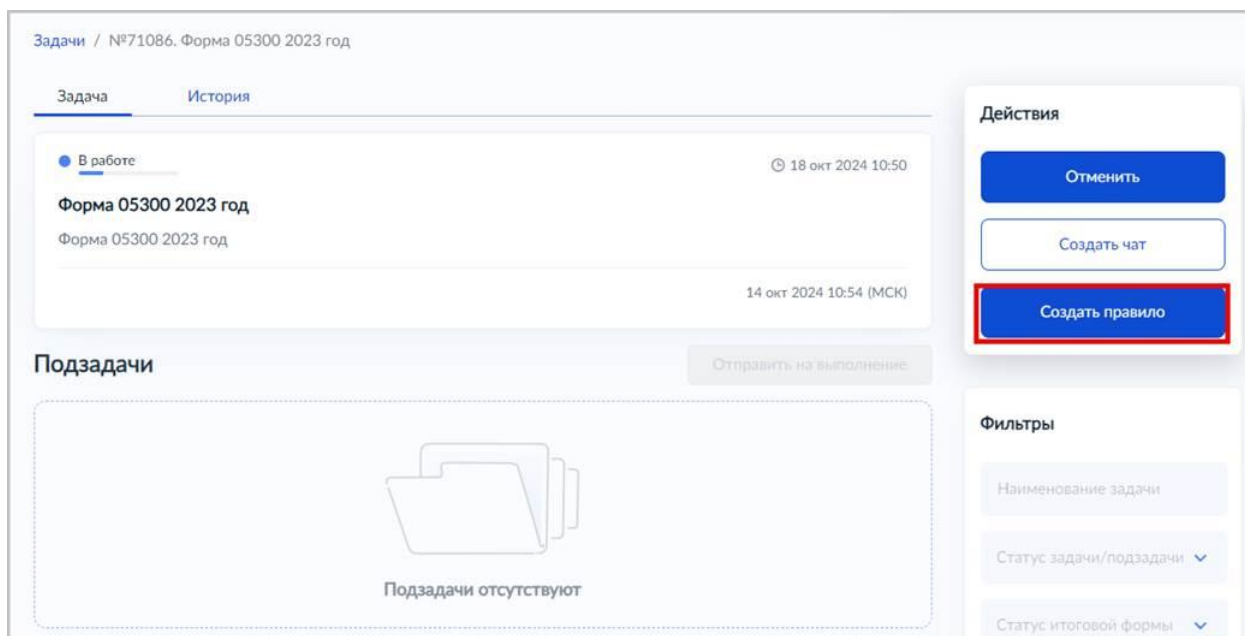 Задачи / №71086. Форма 05300 2023 год
Задача
История
В работе
18 окт 2024 10:50
Форма 05300 2023 год
Форма 05300 2023 год
14 окт 2024 10:54 (МСК)
Подзадачи
Отправить на выполнение
Подзадачи отсутствуют
Действия
Отменить
Создать чат
Создать правило
Фильтры
Наименование задачи
Статус задачи/подзадачи
Статус итоговой формы